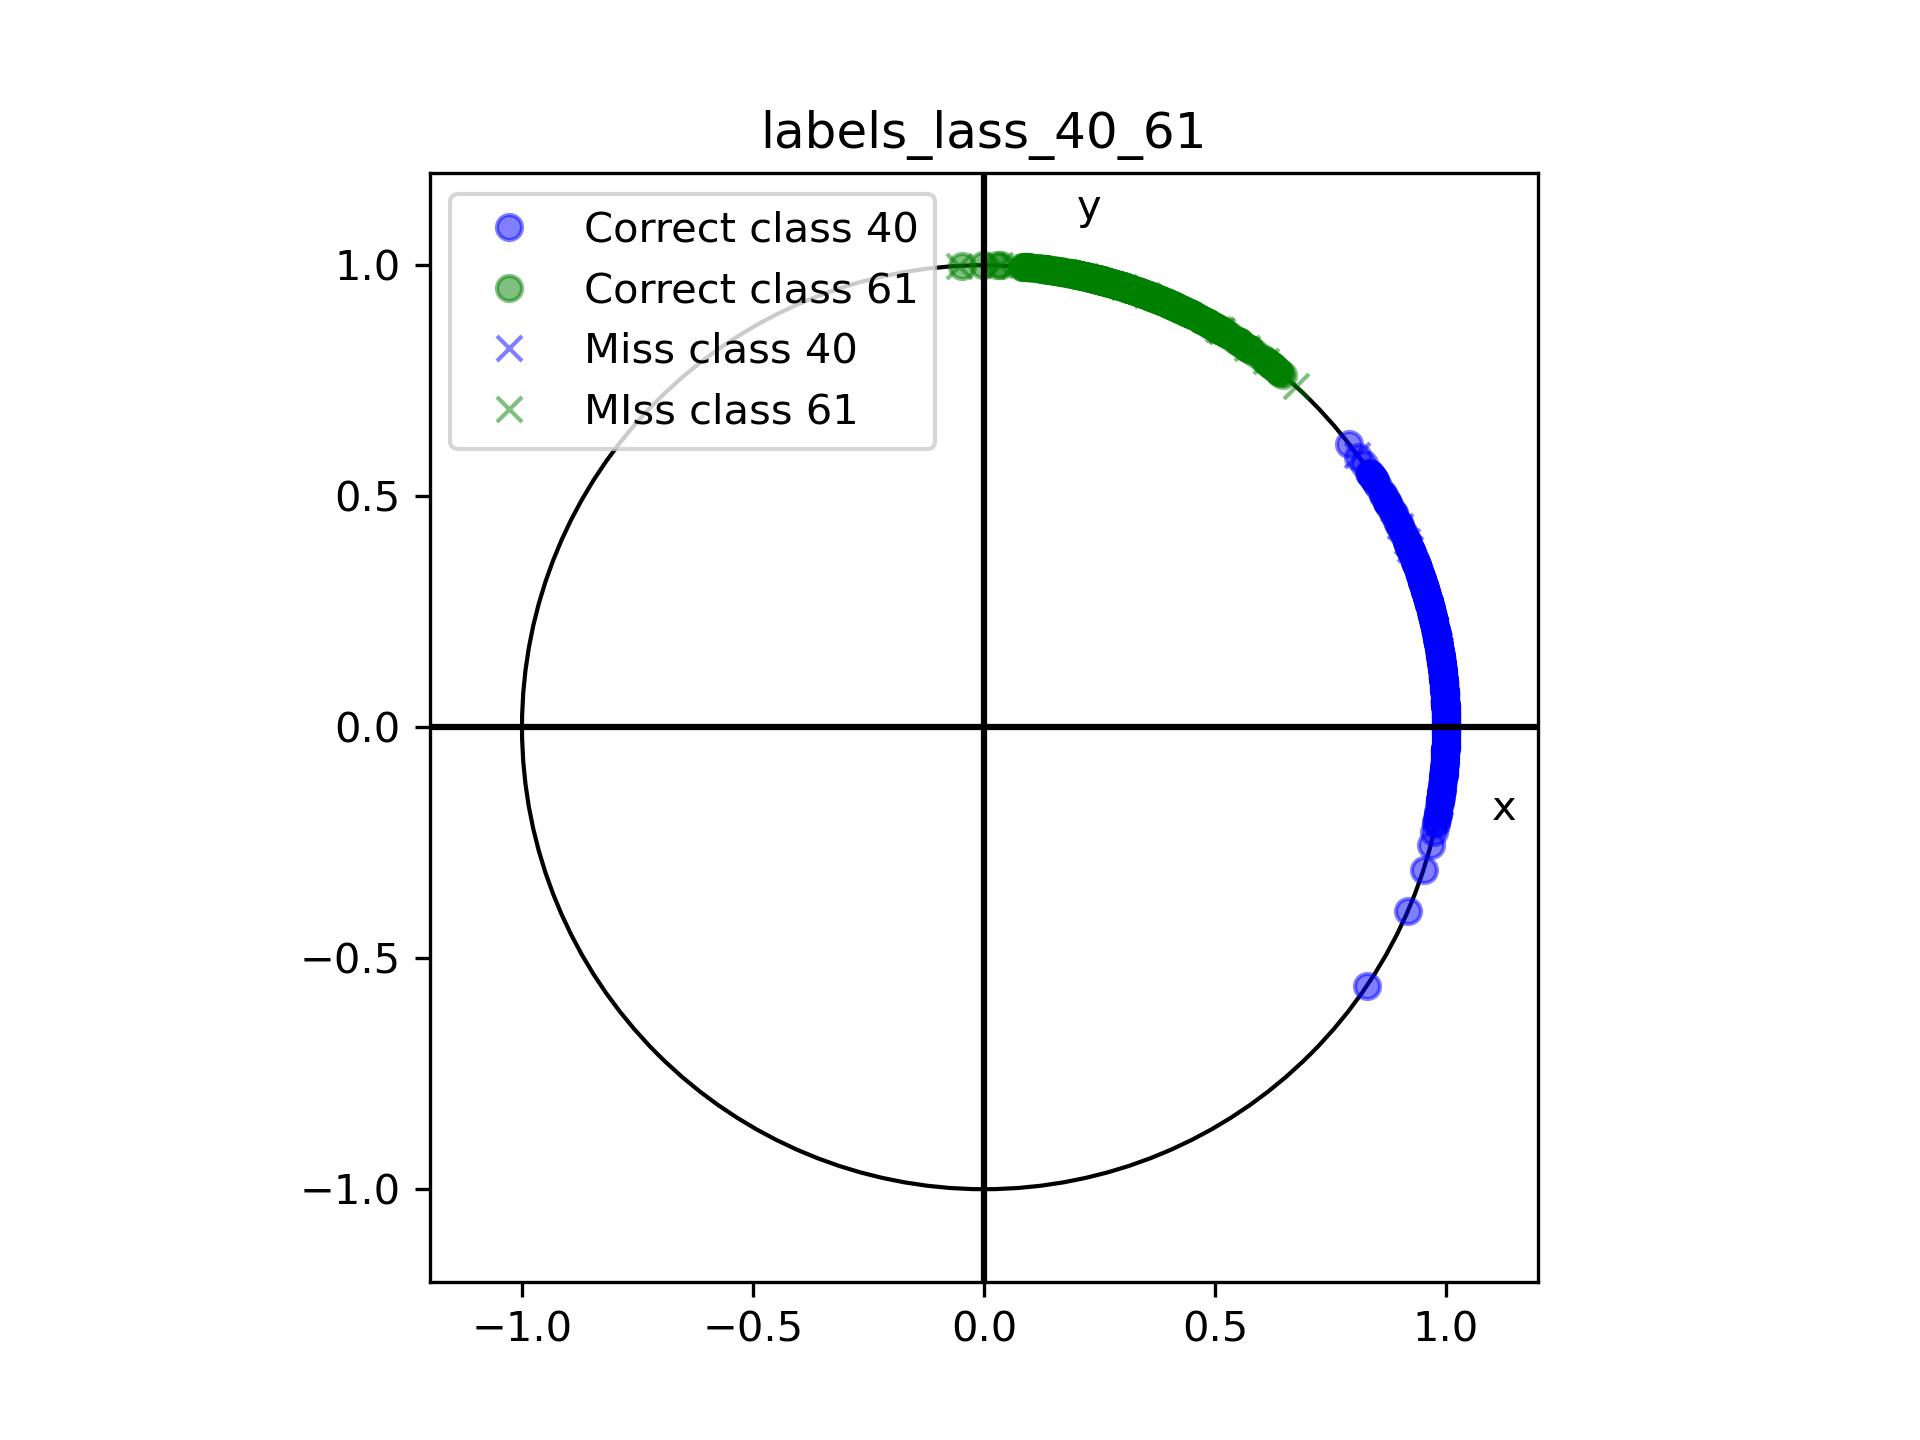 labels_lass_40_61
Correct class 40
Correct class 61
Miss class 40
MIss class 61
y
x
1.0
0.5
0.0
−0.5
−1.0
−1.0 −0.5 0.0 0.5 1.0